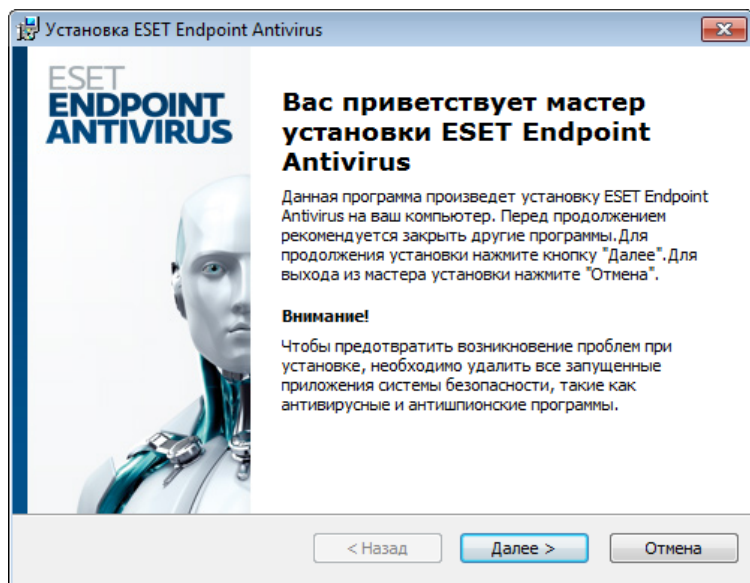 Установка ESET Endpoint Antivirus
ESET
ENDPOINT
ANTIVIRUS
Вас приветствует мастер
установки ESET Endpoint
Antivirus
Данная программа произведет установку ESET Endpoint
Antivirus на ваш компьютер. Перед продолжением
рекомендуется закрыть другие программы.Для
продолжения установки нажмите кнопку "Далее".Для
выхода из мастера установки нажмите "Отмена".
Внимание!
Чтобы предотвратить возникновение проблем при
установке, необходимо удалить все запущенные
приложения системы безопасности, такие как
антивирусные и антишпионские программы.
< Назад
Далее >
Отмена